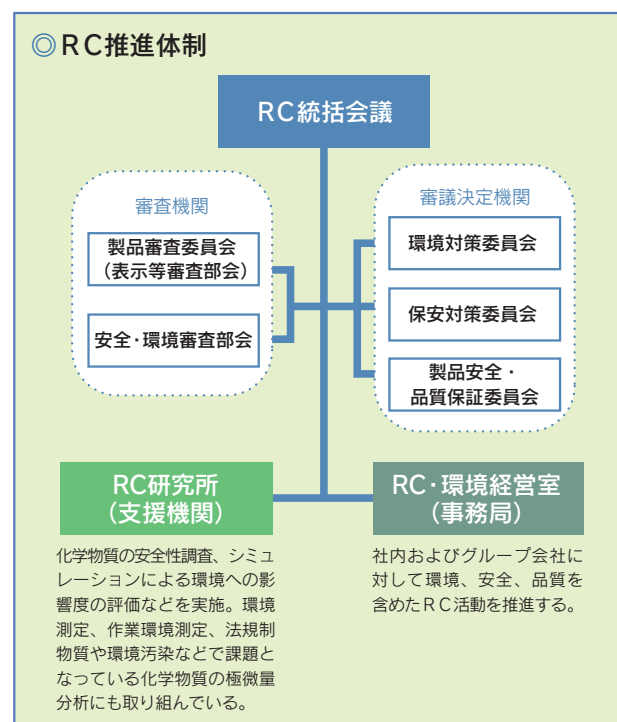 ◎RC推進体制
RC統括会議
審査機関
製品審査委員会
（表示等審査部会）
安全・環境審査部会
審議決定機関
環境対策委員会
保安対策委員会
製品安全・
品質保証委員会
RC研究所
（支援機関）
化学物質の安全性調査、シミュ
レーションによる環境への影
響度の評価などを実施。環境
測定、作業環境測定、法規制
物質や環境汚染などで課題と
なっている化学物質の極微量
分析にも取り組んでいる。
RC・環境経営室
（事務局）
社内およびグループ会社に
対して環境、安全、品質を
含めたRC活動を推進する。